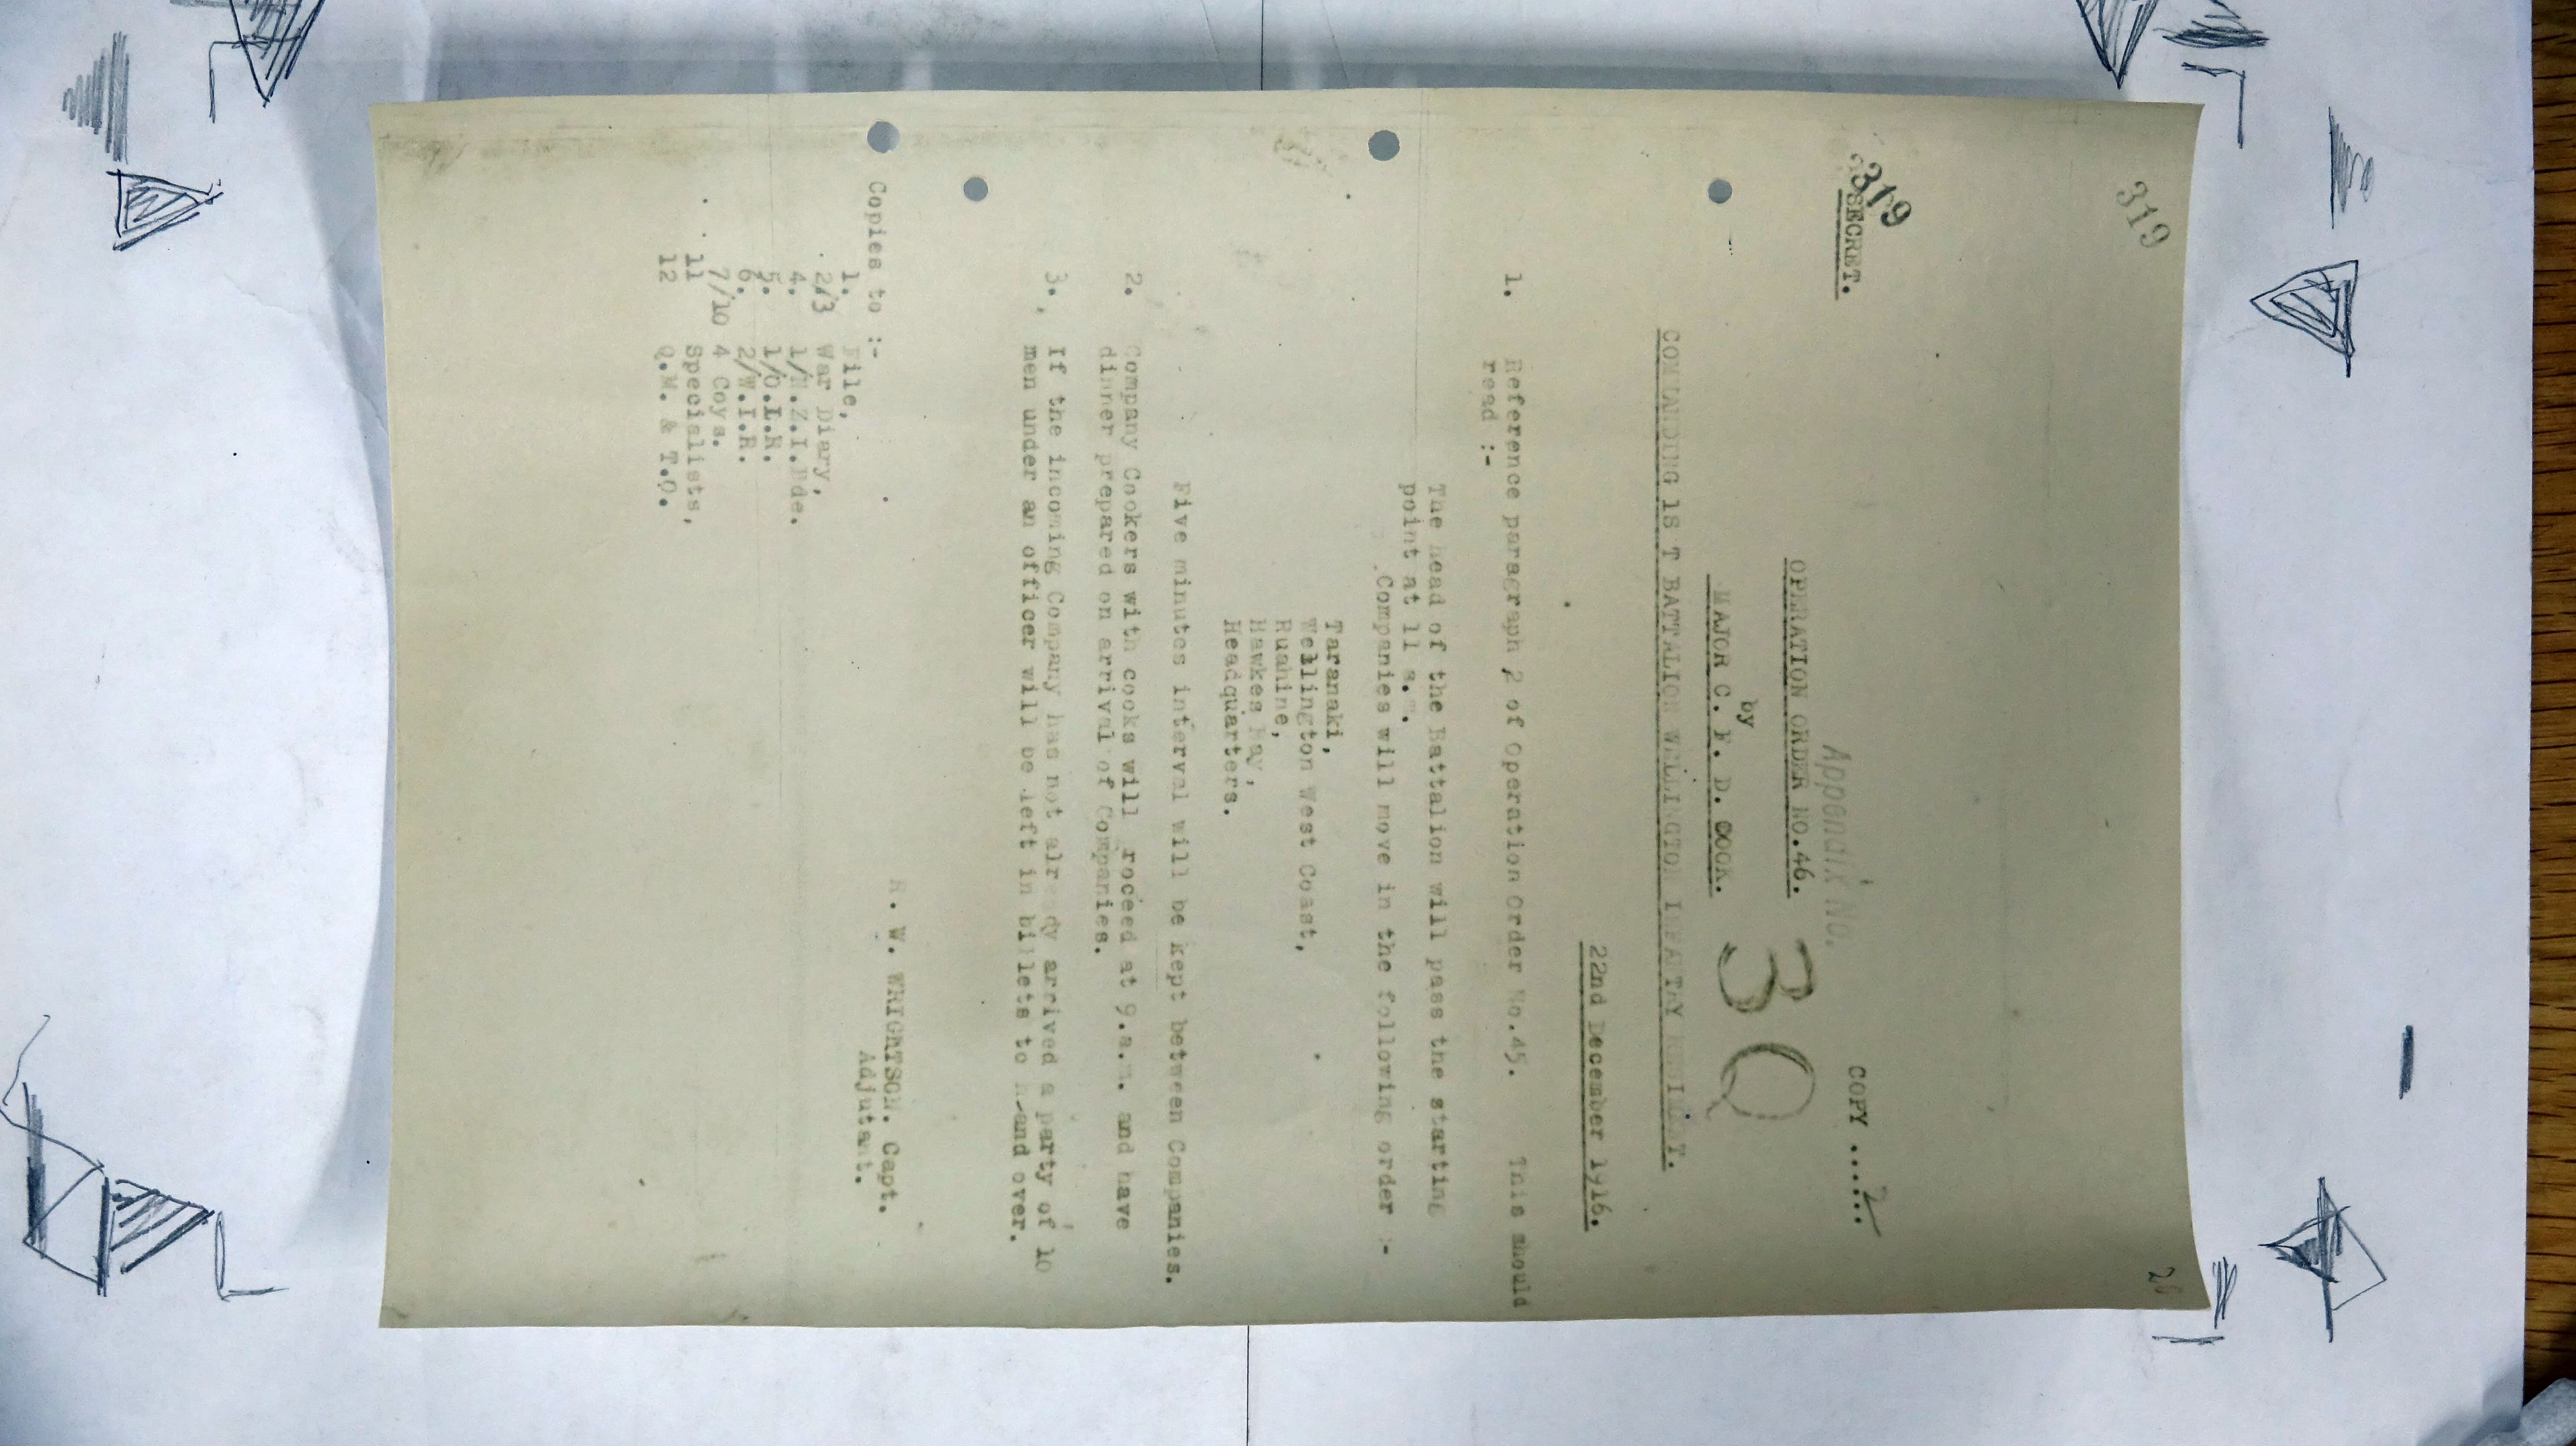 319
26
319
SECRET.
COPY ...2...
Appendix No.
3Q
OPERATION ORDER NO.46.
by
MAJOR C. F. D. COOK.
COMMANDING 1S T BATTALION WELLINGTON INFANTRY REGIMENT.
22nd December 1916.
1. Reference paragraph 2 of Operation Order No.45. This should
read :-
The head of the Battalion will pass the starting
point at 11 a.m.
Companies will move in the following order :-
Taranaki,
Wellington West Coast,
Ruahine,
Hawkes Bay,
Headquarters.
Five minutes interval will be kept between Companies.
2. Company Cookers with cooks will roceed at 9.a.m. and have
dinner prepared on arrival of Companies.
3. If the incoming Company has not already arrived a party of 10
men under an officer will be left in billets to hand over.
R. W. WRIGHTSON. Capt.
Adjutant.
Copies to :-
1. File,
2/3 War Diary,
4. 1/N.Z.I.Bde.
5. 1/O.I.R.
6. 2/W.I.R.
7/10 4 Coys.
11 Specialists,
12 Q.M. & T.O.